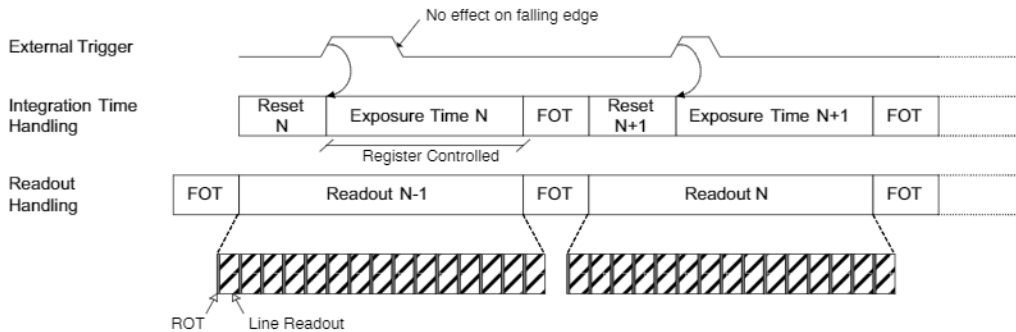 No effect on falling edge
External Trigger
Integration Time
Handling
Reset
N
Exposure Time N
FOT
Reset
N+1
Exposure Time N+1
FOT
Register Controlled
Readout
Handling
FOT
Readout N-1
FOT
Readout N
FOT
ROT
Line Readout